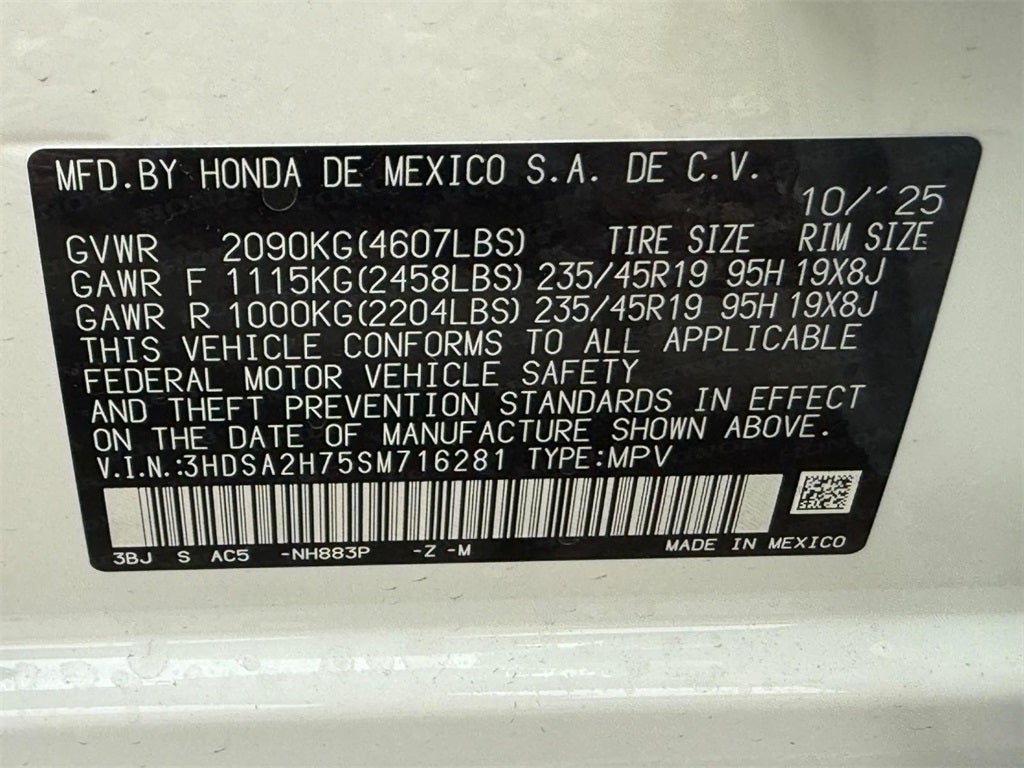 MFD.BY HONDA DE MEXICO S.A. DE C.V.
10/´25
GVWR 2090KG(4607LBS) TIRE SIZE RIM SIZE
GAWR F 1115KG(2458LBS) 235/45R19 95H 19X8J
GAWR R 1000KG(2204LBS) 235/45R19 95H 19X8J
THIS VEHICLE CONFORMS TO ALL APPLICABLE
FEDERAL MOTOR VEHICLE SAFETY
AND THEFT PREVENTION STANDARDS IN EFFECT
ON THE DATE OF MANUFACTURE SHOWN ABOVE.
V.I.N.:3HDSA2H75SM716281 TYPE:MPV
3BJ S AC5 -NH883P -Z -M MADE IN MEXICO